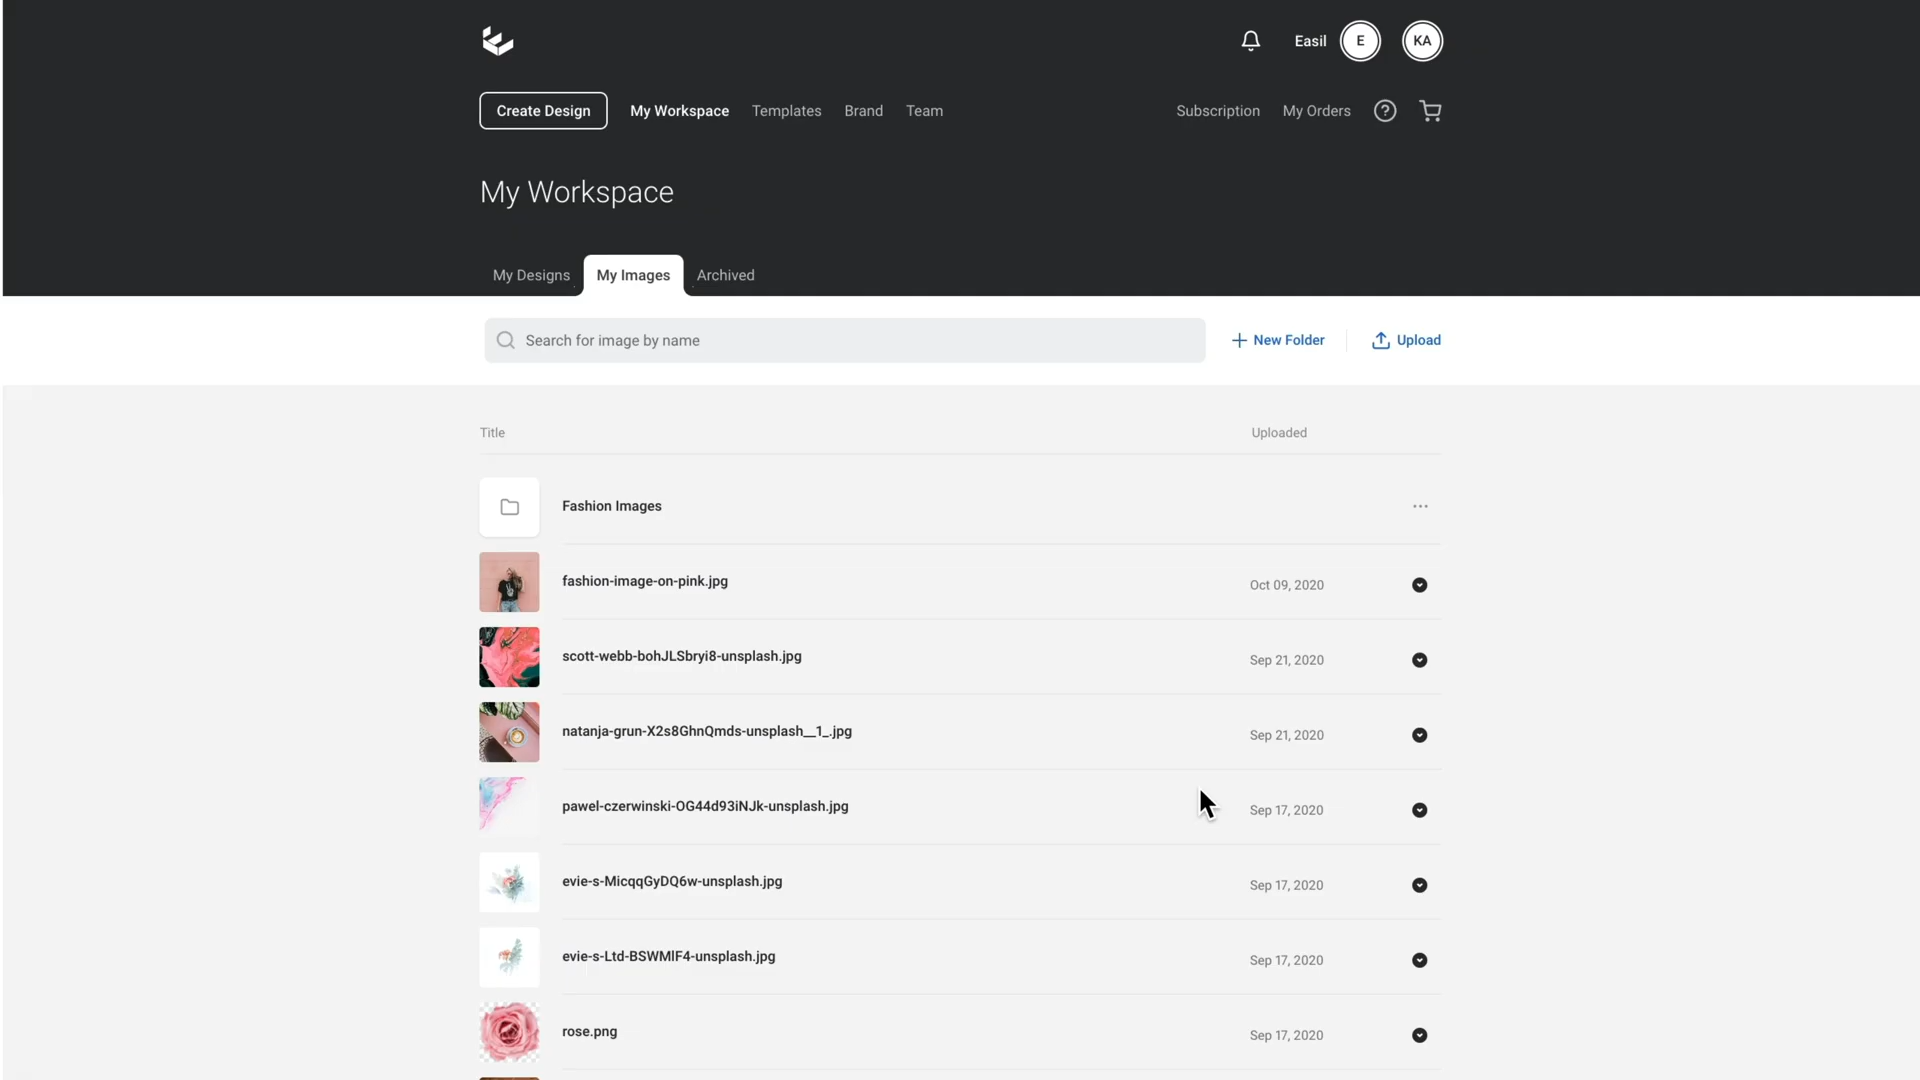 Easil E KA
Create Design My Workspace Templates Brand Team Subscription My Orders ?
My Workspace
My Designs My Images Archived
Search for image by name + New Folder Upload
Title Uploaded
Fashion Images ...
fashion-image-on-pink.jpg Oct 09, 2020
scott-webb-bohJLSbryi8-unsplash.jpg Sep 21, 2020
natanja-grun-X2s8GhnQmds-unsplash__1_.jpg Sep 21, 2020
pawel-czerwinski-OG44d93iNJk-unsplash.jpg Sep 17, 2020
evie-s-MicqqGyDQ6w-unsplash.jpg Sep 17, 2020
evie-s-Ltd-BSWMlF4-unsplash.jpg Sep 17, 2020
rose.png Sep 17, 2020